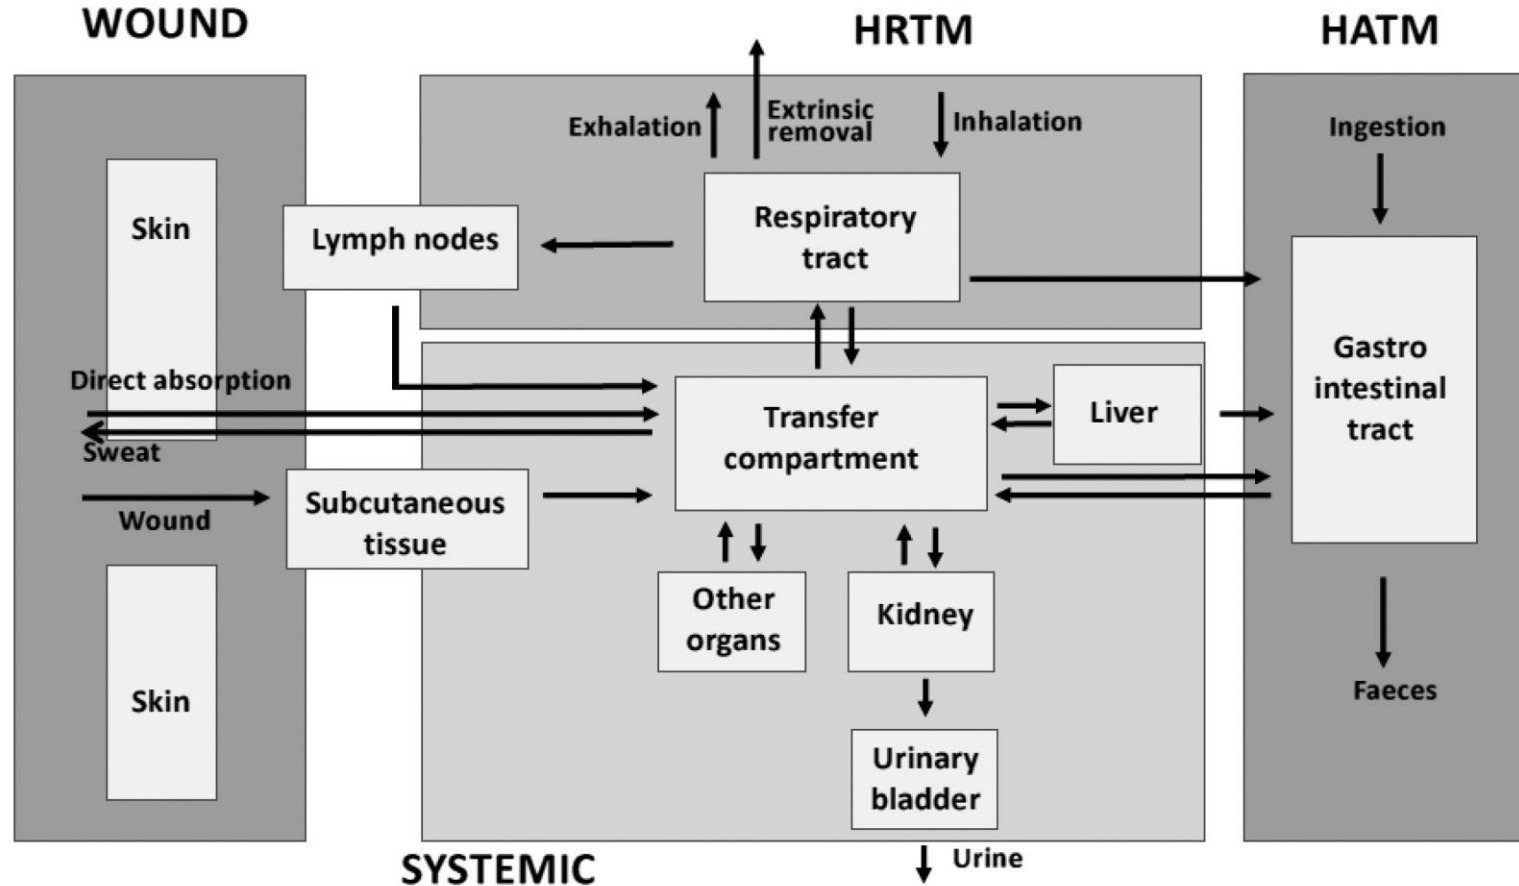 WOUND
HRTM
HATM
Exhalation
Extrinsic
removal
Inhalation
Ingestion
Skin
Lymph nodes
Respiratory
tract
Direct absorption
Sweat
Transfer
compartment
Liver
Gastro
intestinal
tract
Wound
Subcutaneous
tissue
Other
organs
Kidney
Skin
Faeces
Urinary
bladder
Urine
SYSTEMIC